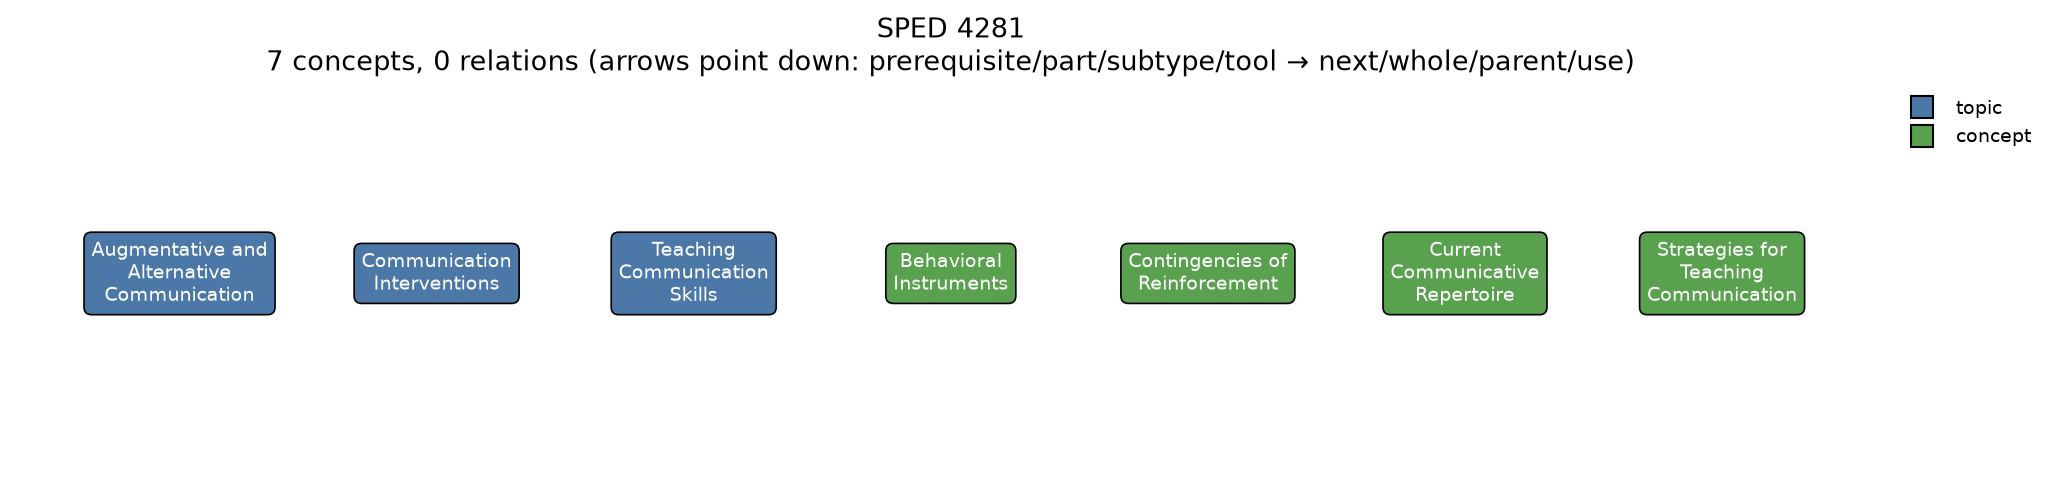 SPED 4281
7 concepts, 0 relations (arrows point down: prerequisite/part/subtype/tool → next/whole/parent/use)
topic
concept
Augmentative and
Alternative
Communication
Communication
Interventions
Teaching
Communication
Skills
Behavioral
Instruments
Contingencies of
Reinforcement
Current
Communicative
Repertoire
Strategies for
Teaching
Communication